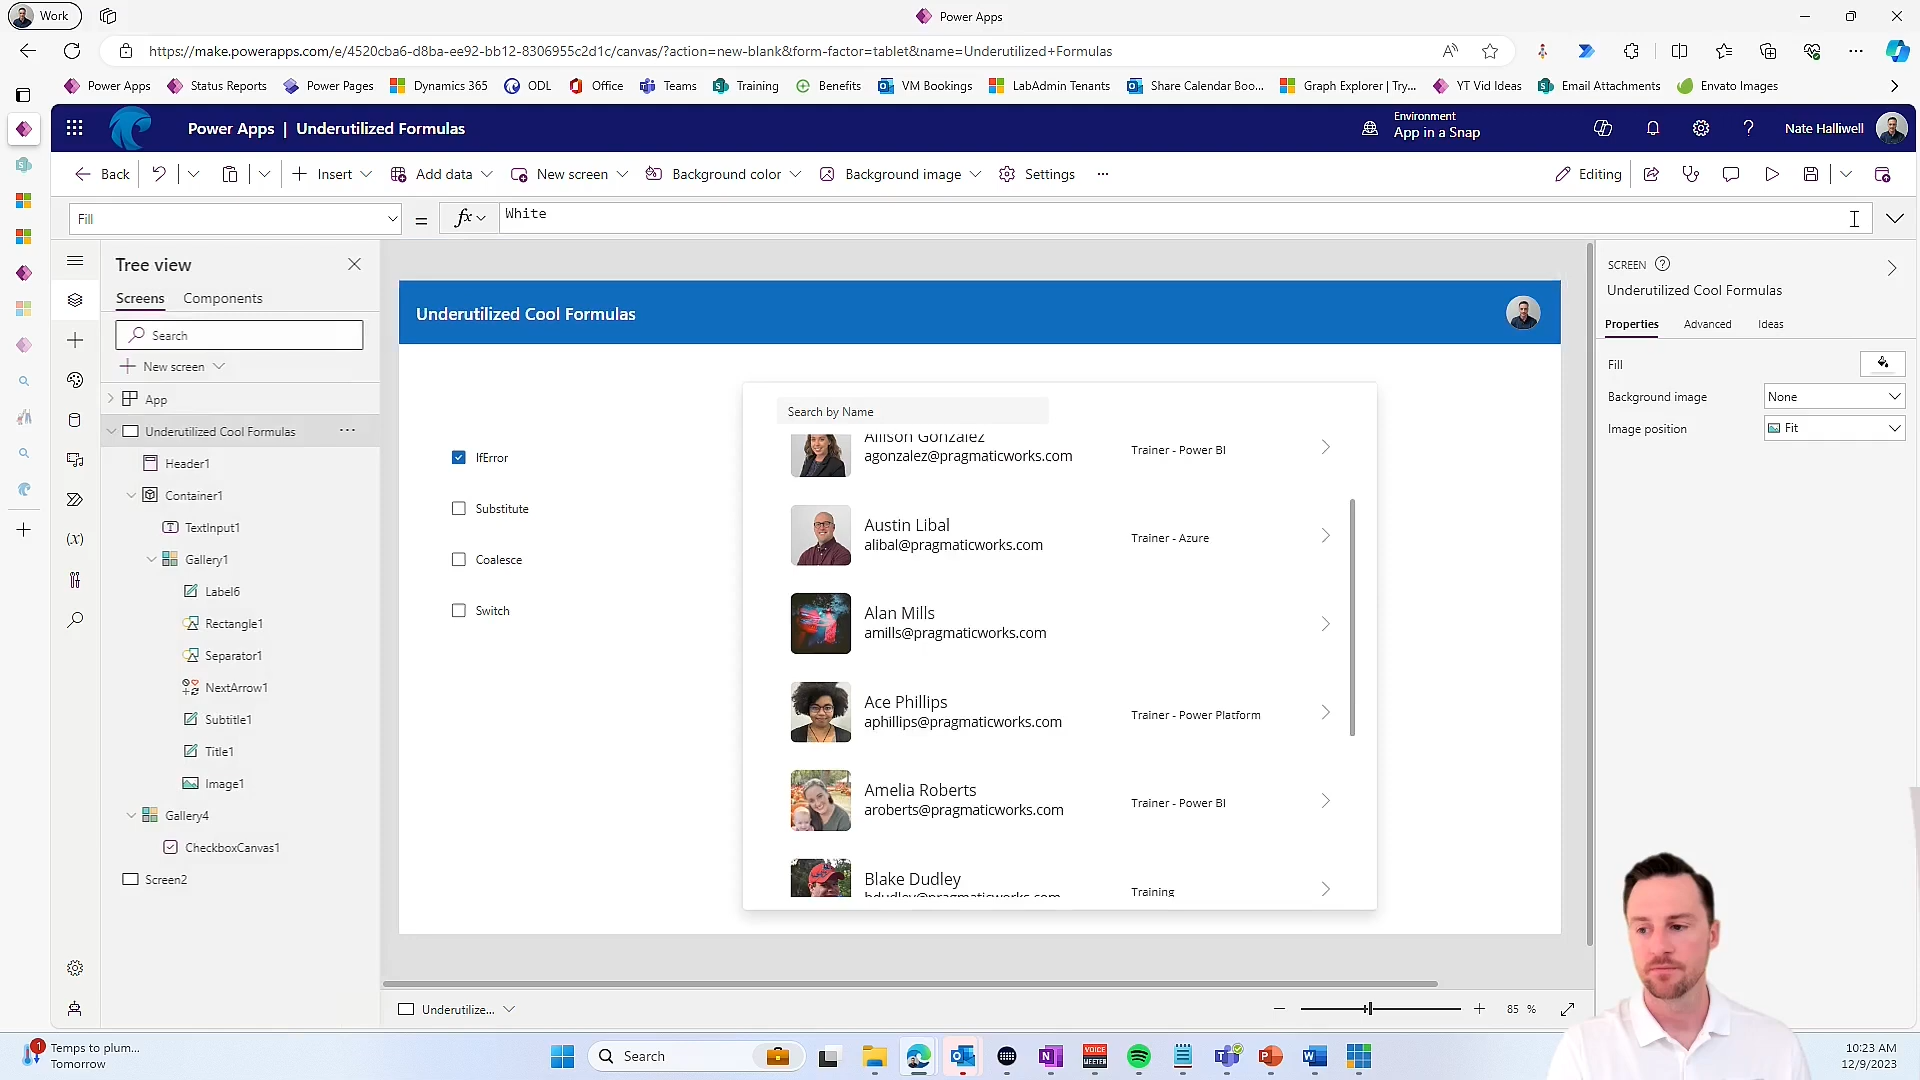 Work
Power Apps
https://make.powerapps.com/e/4520cba6-d8ba-ee92-bb12-8306955c2d1c/canvas/?action=new-blank&form-factor=tablet&name=Underutilized+Formulas
Power Apps
Status Reports
Power Pages
Dynamics 365
ODL
Office
Teams
Training
Benefits
VM Bookings
LabAdmin Tenants
Share Calendar Boo...
Graph Explorer | Try...
YT Vid Ideas
Email Attachments
Envato Images
Power Apps | Underutilized Formulas
Environment
App in a Snap
Nate Halliwell
Back
Insert
Add data
New screen
Background color
Background image
Settings
Editing
Fill
=
fx
White
Tree view
Screens
Components
Search
New screen
App
Underutilized Cool Formulas
Header1
Container1
TextInput1
Gallery1
Label6
Rectangle1
Separator1
NextArrow1
Subtitle1
Title1
Image1
Gallery4
CheckboxCanvas1
Screen2
Underutilized Cool Formulas
IfError
Substitute
Coalesce
Switch
Search by Name
Allison Gonzalez
agonzalez@pragmaticworks.com
Trainer - Power BI
Austin Libal
alibal@pragmaticworks.com
Trainer - Azure
Alan Mills
amills@pragmaticworks.com
Ace Phillips
aphillips@pragmaticworks.com
Trainer - Power Platform
Amelia Roberts
aroberts@pragmaticworks.com
Trainer - Power BI
Blake Dudley
bdudley@pragmaticworks.com
Training
SCREEN
Underutilized Cool Formulas
Properties
Advanced
Ideas
Fill
Background image
None
Image position
Fit
Underutilize...
85 %
1
Temps to plum...
Tomorrow
Search
VOICE
MEETER
10:23 AM
12/9/2023